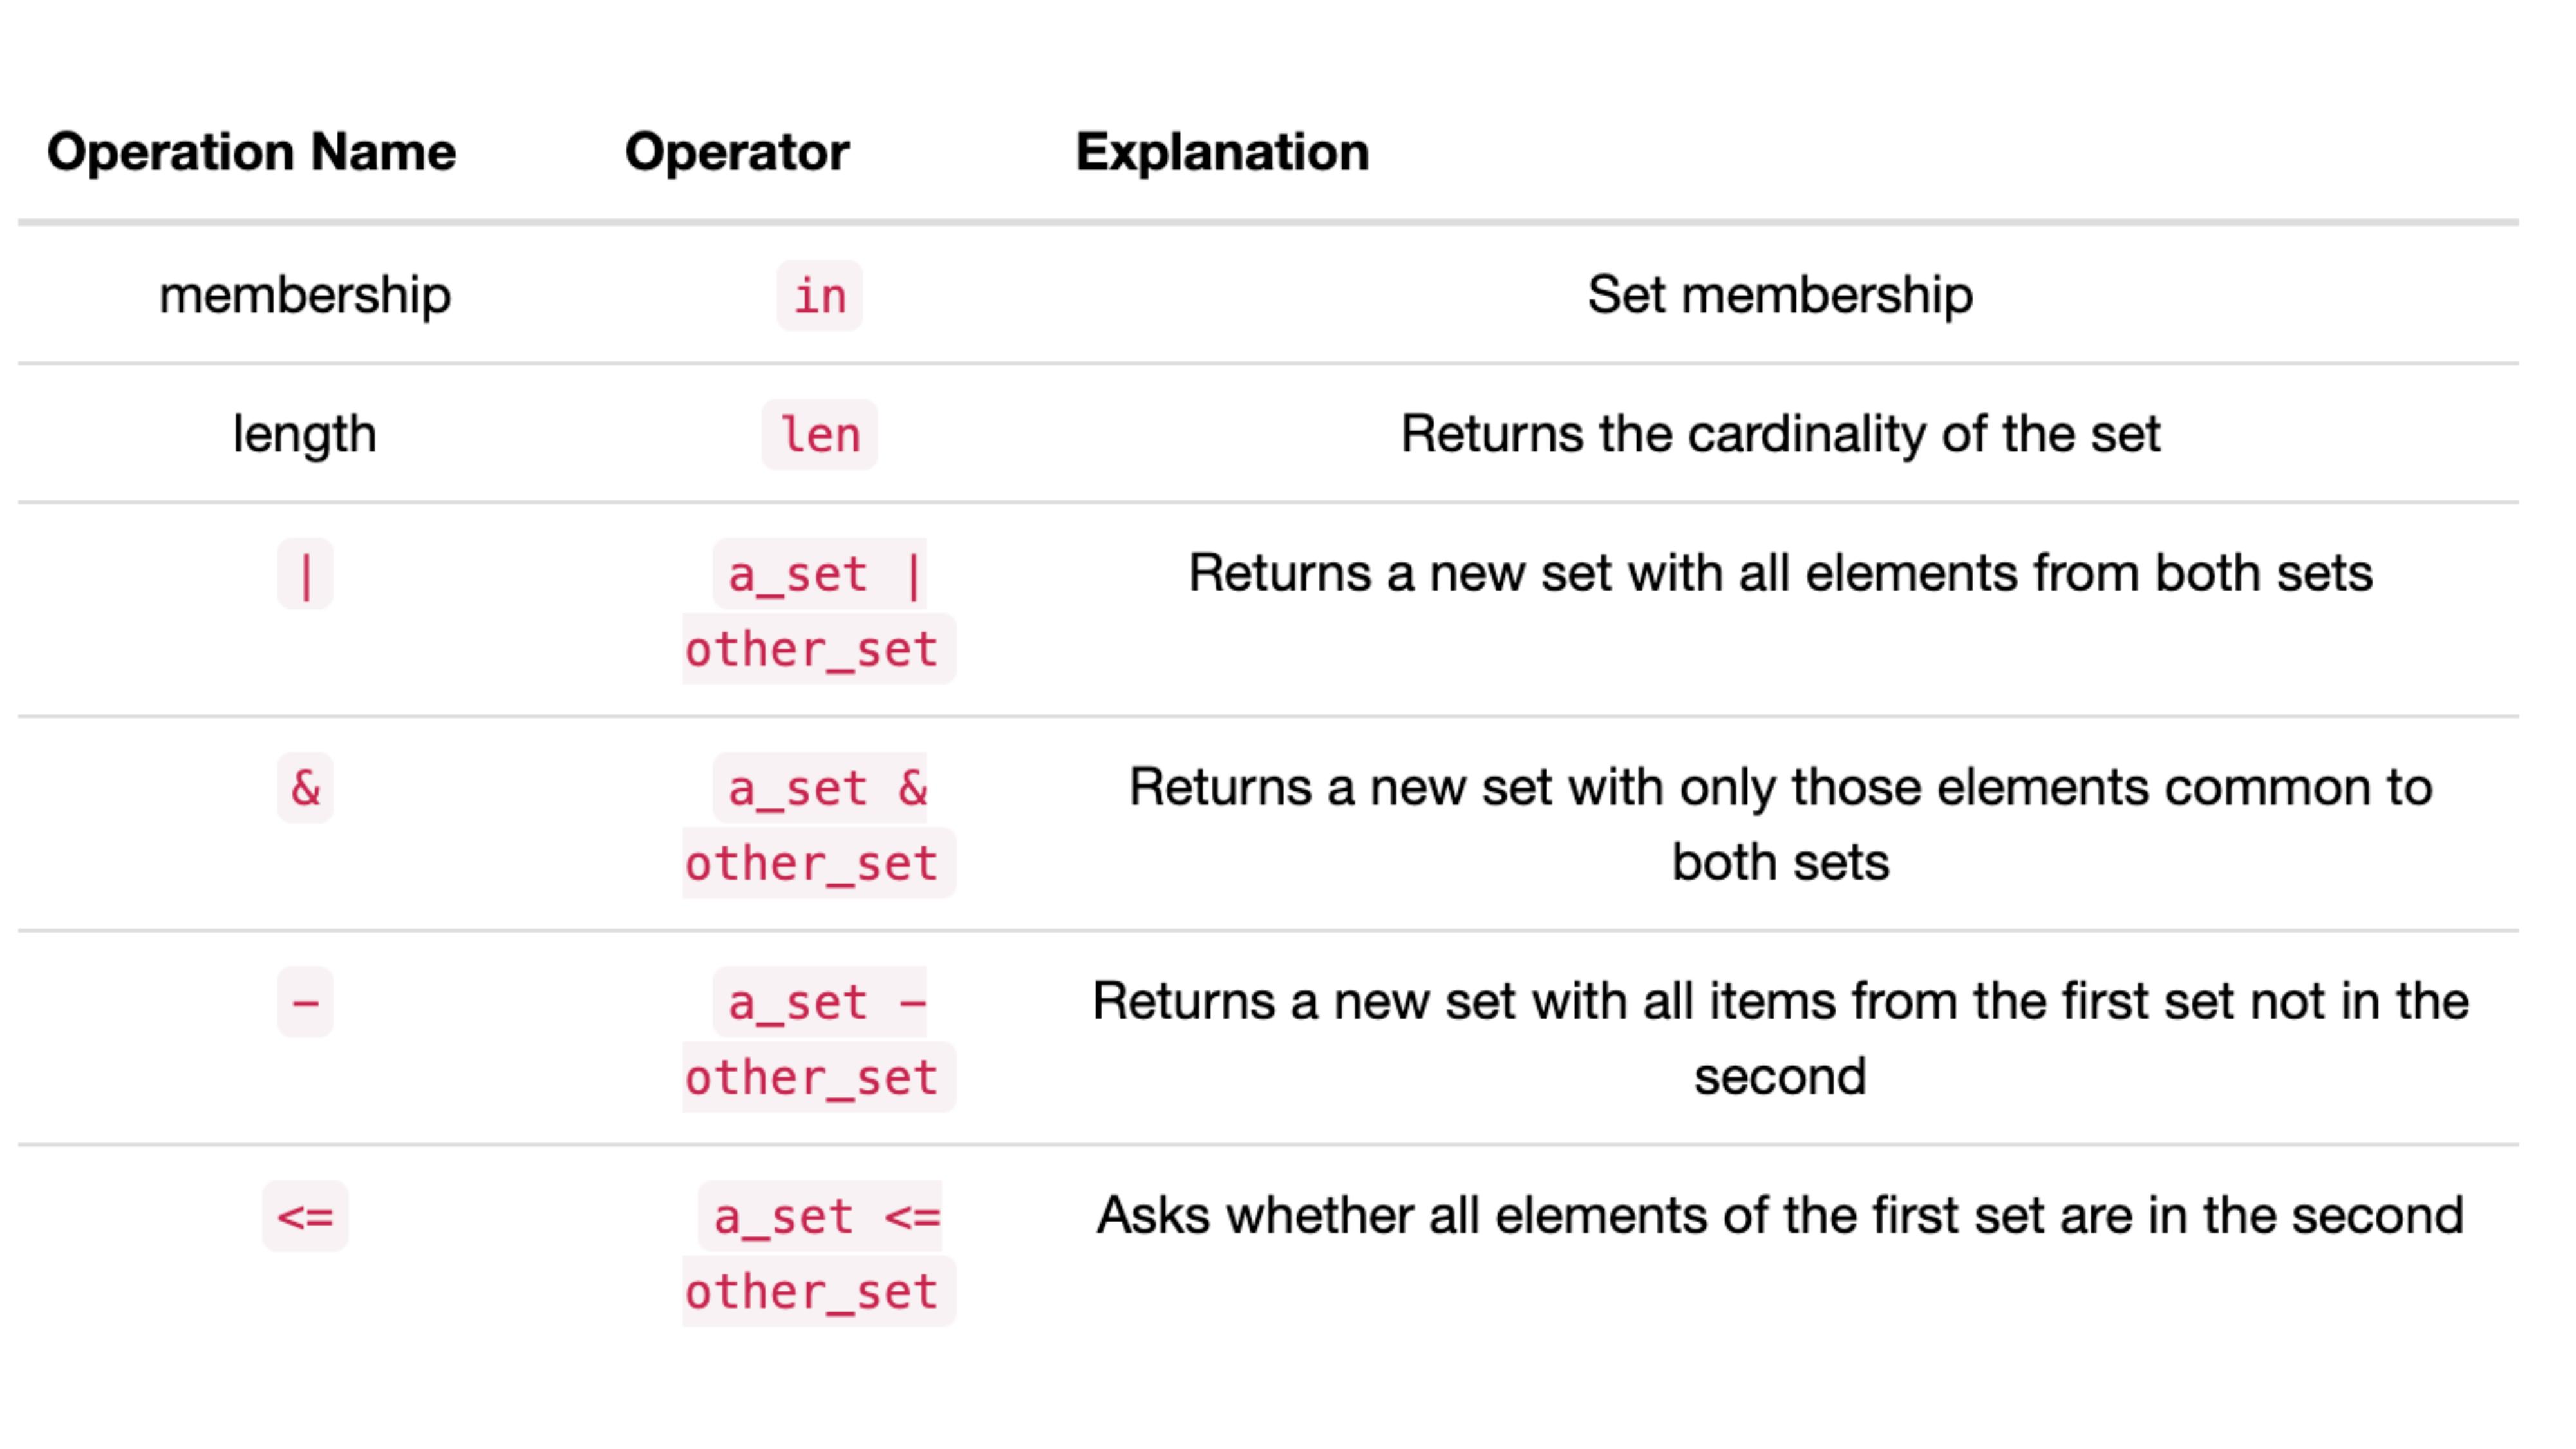 Operation Name Operator Explanation
membership in Set membership
length len Returns the cardinality of the set
| a_set | Returns a new set with all elements from both sets
other_set
& a_set & Returns a new set with only those elements common to
other_set both sets
- a_set - Returns a new set with all items from the first set not in the
other_set second
<= a_set <= Asks whether all elements of the first set are in the second
other_set